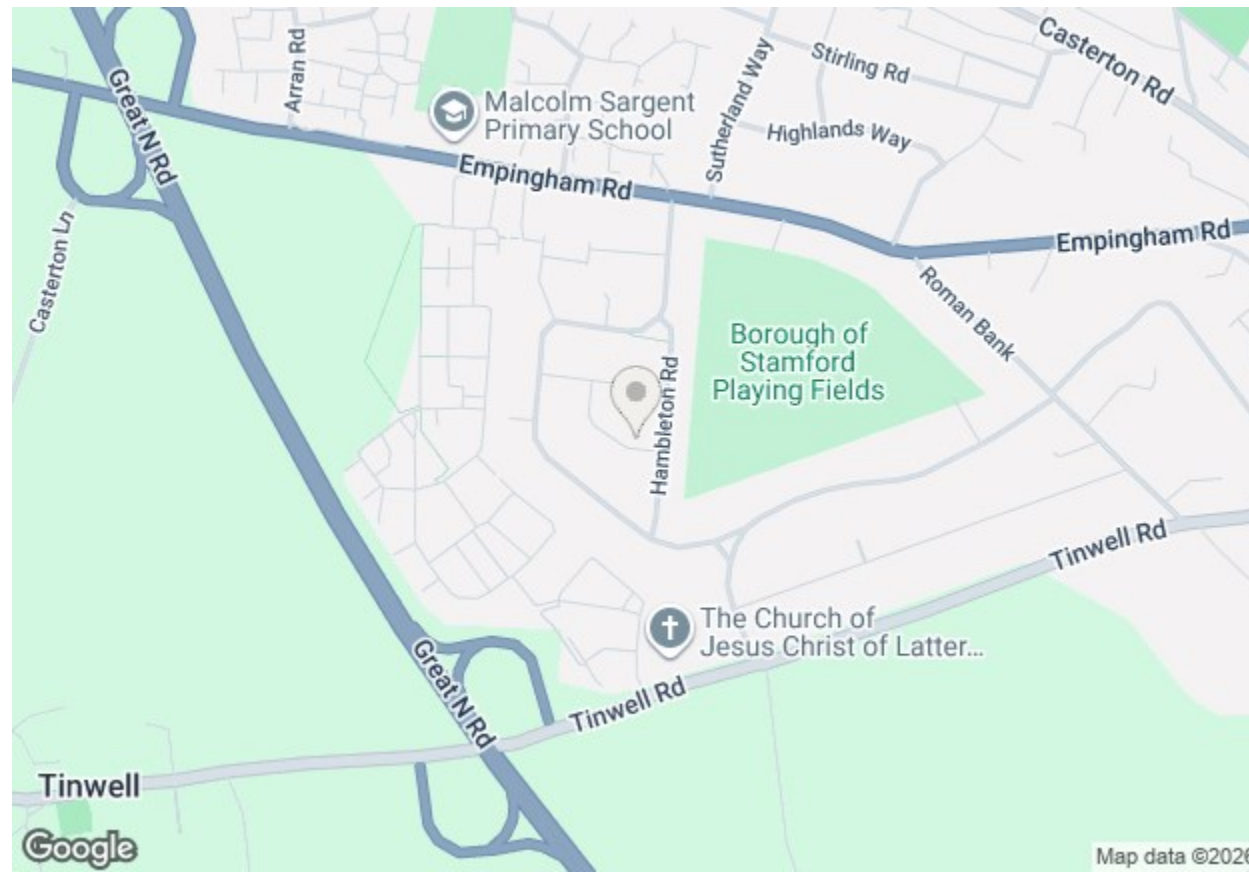 Great N Rd
Arran Rd
Malcolm Sargent
Primary School
Sutherland Way
Stirling Rd
Casterton Rd
Highlands Way
Empingham Rd
Empingham Rd
Casterton Ln
Roman Bank
Borough of
Stamford
Playing Fields
Hambleton Rd
Tinwell Rd
The Church of
Jesus Christ of Latter...
Great N Rd
Tinwell Rd
Tinwell
Google
Map data ©2026